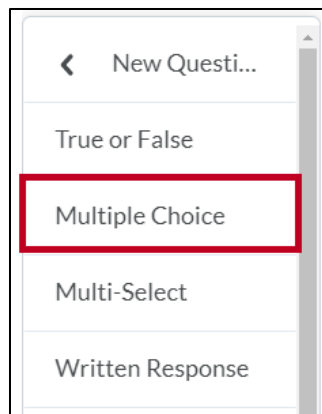 New Questi...
True or False
Multiple Choice
Multi-Select
Written Response